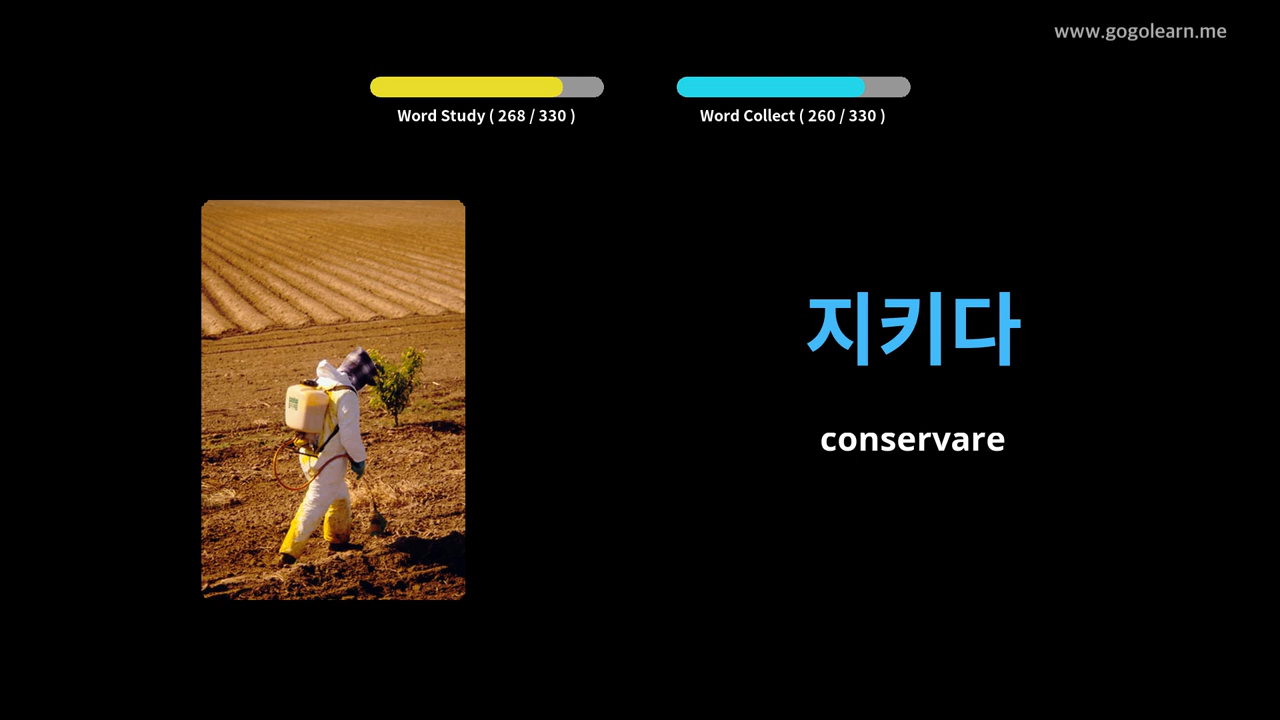 www.gogolearn.me
Word Study ( 268 / 330 )
Word Collect ( 260 / 330 )
지키다
conservare